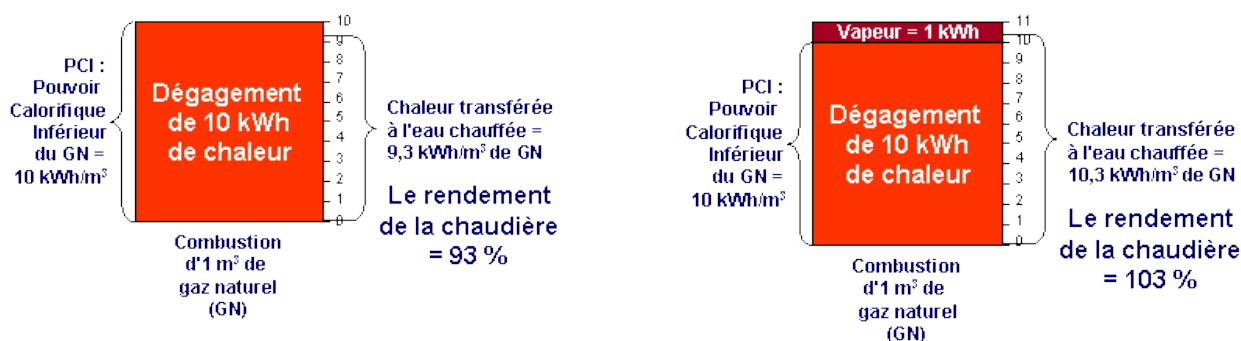 PCI :
Pouvoir
Calorifique
Inférieur
du GN =
10 kWh/m³
Dégagement
de 10 kWh
de chaleur
10
9
8
7
6
5
4
3
2
1
0
Chaleur transférée
à l'eau chauffée =
9,3 kWh/m³ de GN
Le rendement
de la chaudière
= 93 %
Combustion
d'1 m³ de
gaz naturel
(GN)
PCI :
Pouvoir
Calorifique
Inférieur
du GN =
10 kWh/m³
Vapeur = 1 kWh
Dégagement
de 10 kWh
de chaleur
11
10
9
8
7
6
5
4
3
2
1
0
Chaleur transférée
à l'eau chauffée =
10,3 kWh/m³ de GN
Le rendement
de la chaudière
= 103 %
Combustion
d'1 m³ de
gaz naturel
(GN)